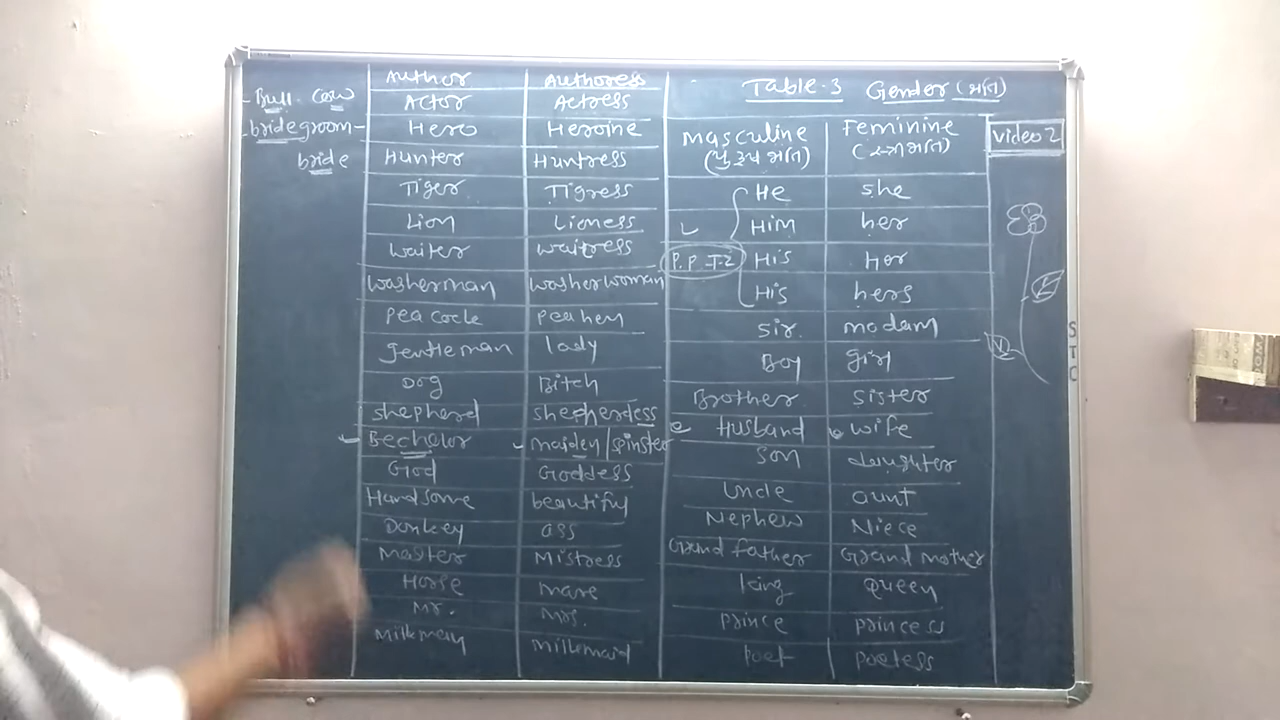 Bull - cow
bridegroom -
bride
Author Authoress
Actor Actress
Hero Heroine
Hunter Huntress
Tiger Tigress
Lion Lioness
waiter waitress
washerman washerwoman
peacock peahen
gentleman lady
Dog Bitch
shepherd shepherdess
Bechelor maiden/spinster
God Goddess
Handsome beautiful
Donkey ass
Master Mistress
Horse mare
Mr. Mrs.
Milkman milkmaid
Table-3 Gender (જાતિ)
masculine Feminine
(પુરુષ જાતિ) (સ્ત્રી જાતિ)
Video 2
He she
Him her
P.P. T-2 His Her
His hers
sir. madam
Boy girl
Brother sister
Husband wife
son daughter
uncle aunt
Nephew Niece
Grand father Grand mother
king queen
prince princess
poet poetess
STC